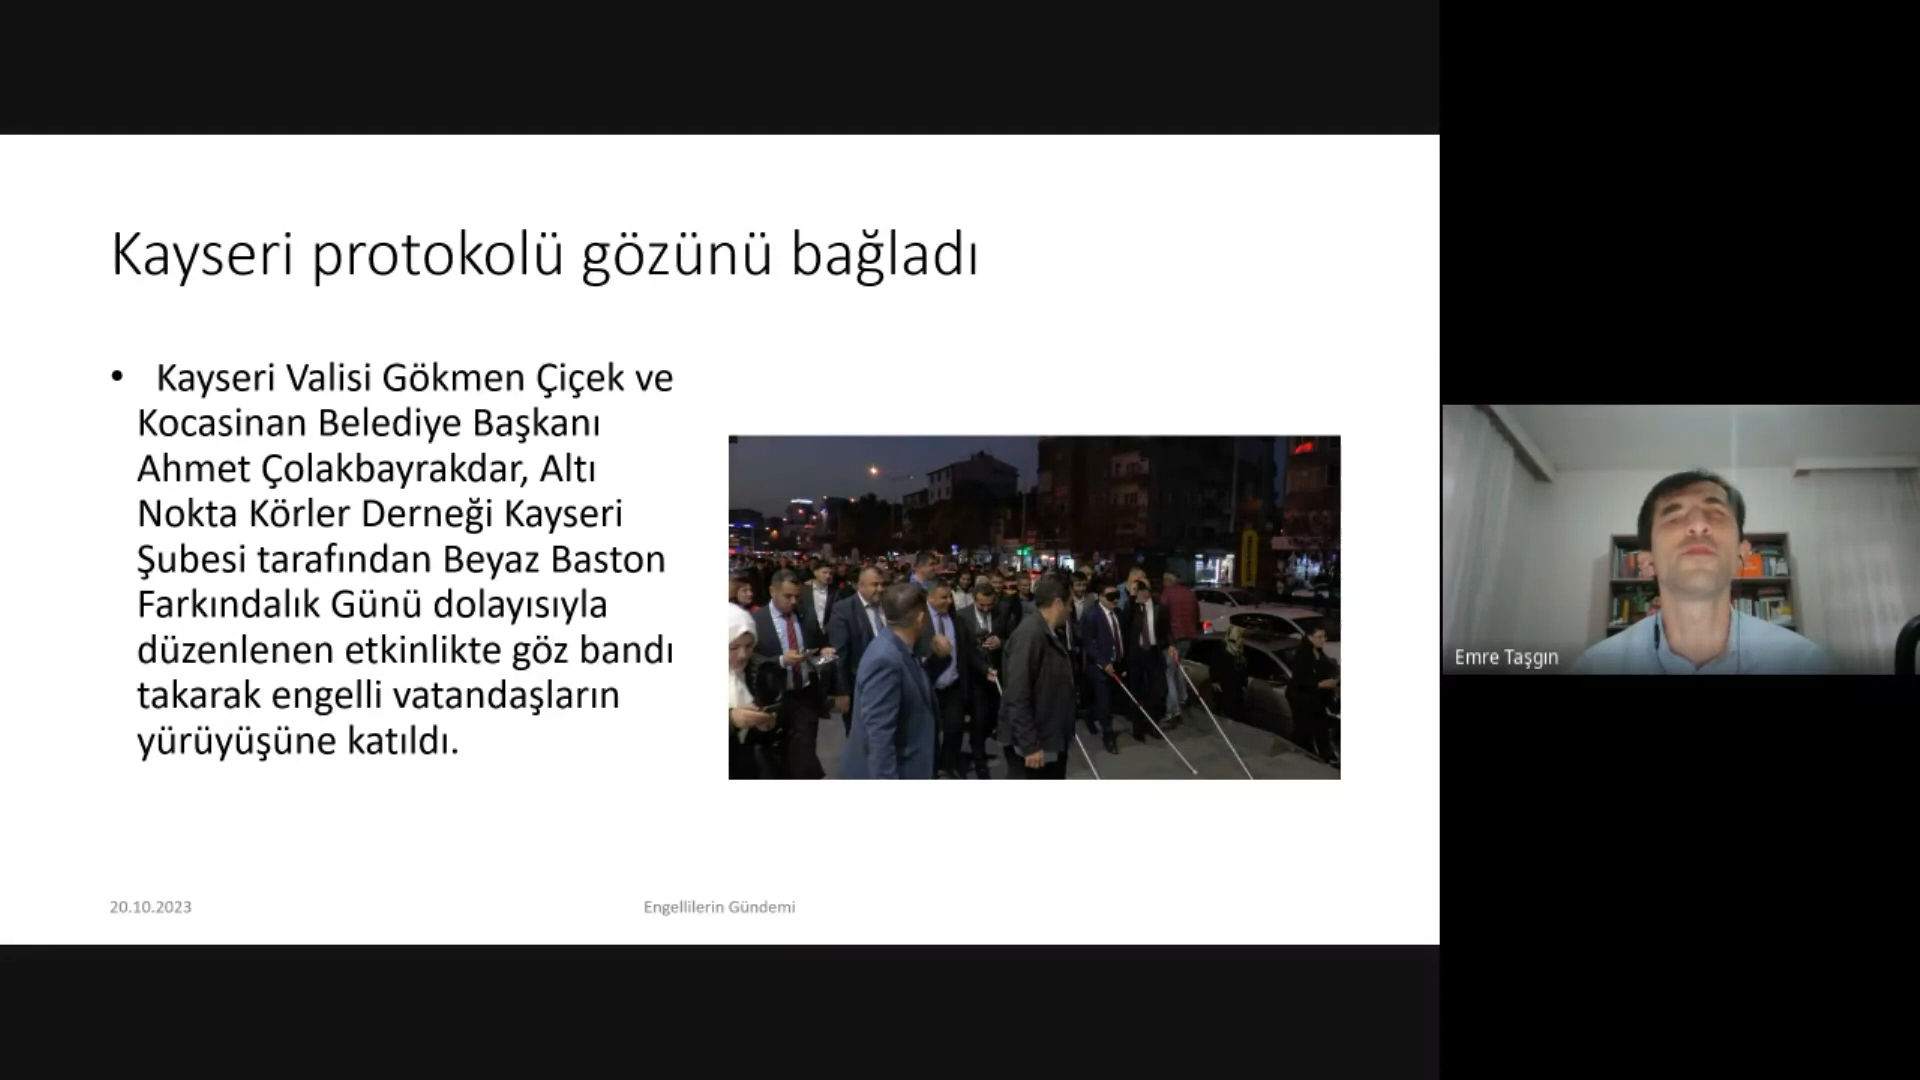 Kayseri protokolü gözünü bağladı
• Kayseri Valisi Gökmen Çiçek ve
Kocasinan Belediye Başkanı
Ahmet Çolakbayrakdar, Altı
Nokta Körler Derneği Kayseri
Şubesi tarafından Beyaz Baston
Farkındalık Günü dolayısıyla
düzenlenen etkinlikte göz bandı
takarak engelli vatandaşların
yürüyüşüne katıldı.
20.10.2023
Engellilerin Gündemi
Emre Taşgın